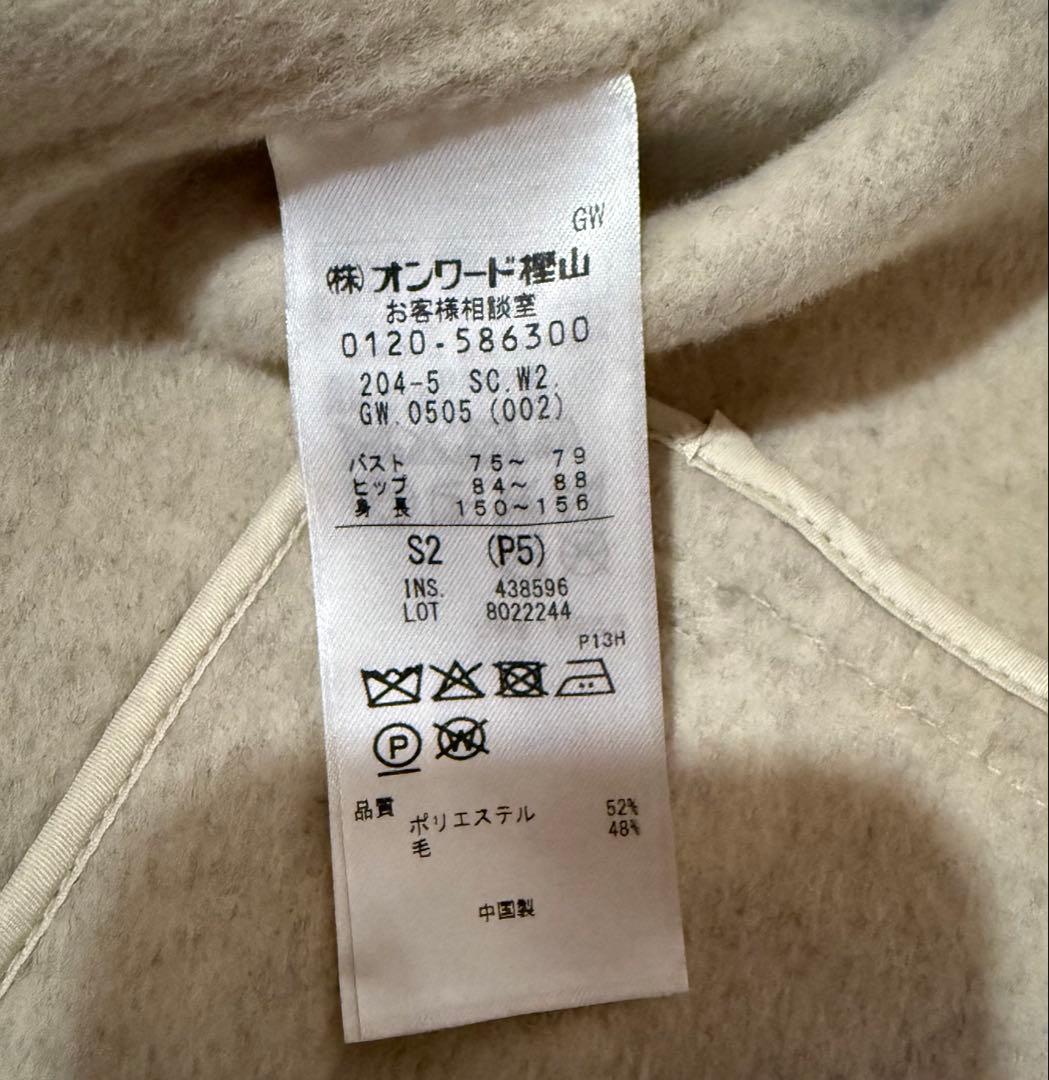 GW
㈱オンワード樫山
お客様相談室
0120-586300
204-5 SC.W2.
GW.0505 (002)
バスト 75〜 79
ヒップ 84〜 88
身長 150〜156
S2 (P5)
INS. 438596
LOT 8022244
P13H
P W
品質 ポリエステル 52%
毛 48%
中国製